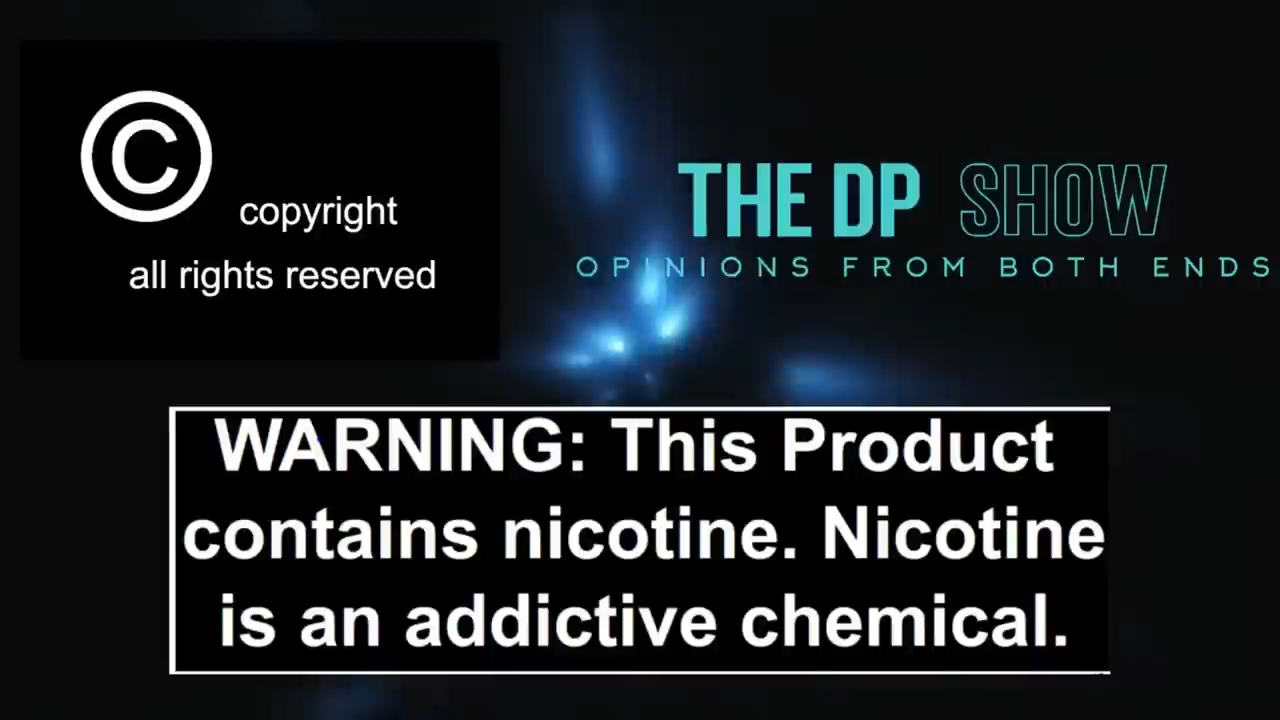 ©
copyright
all rights reserved
THE DP SHOW
OPINIONS FROM BOTH ENDS
WARNING: This Product
contains nicotine. Nicotine
is an addictive chemical.